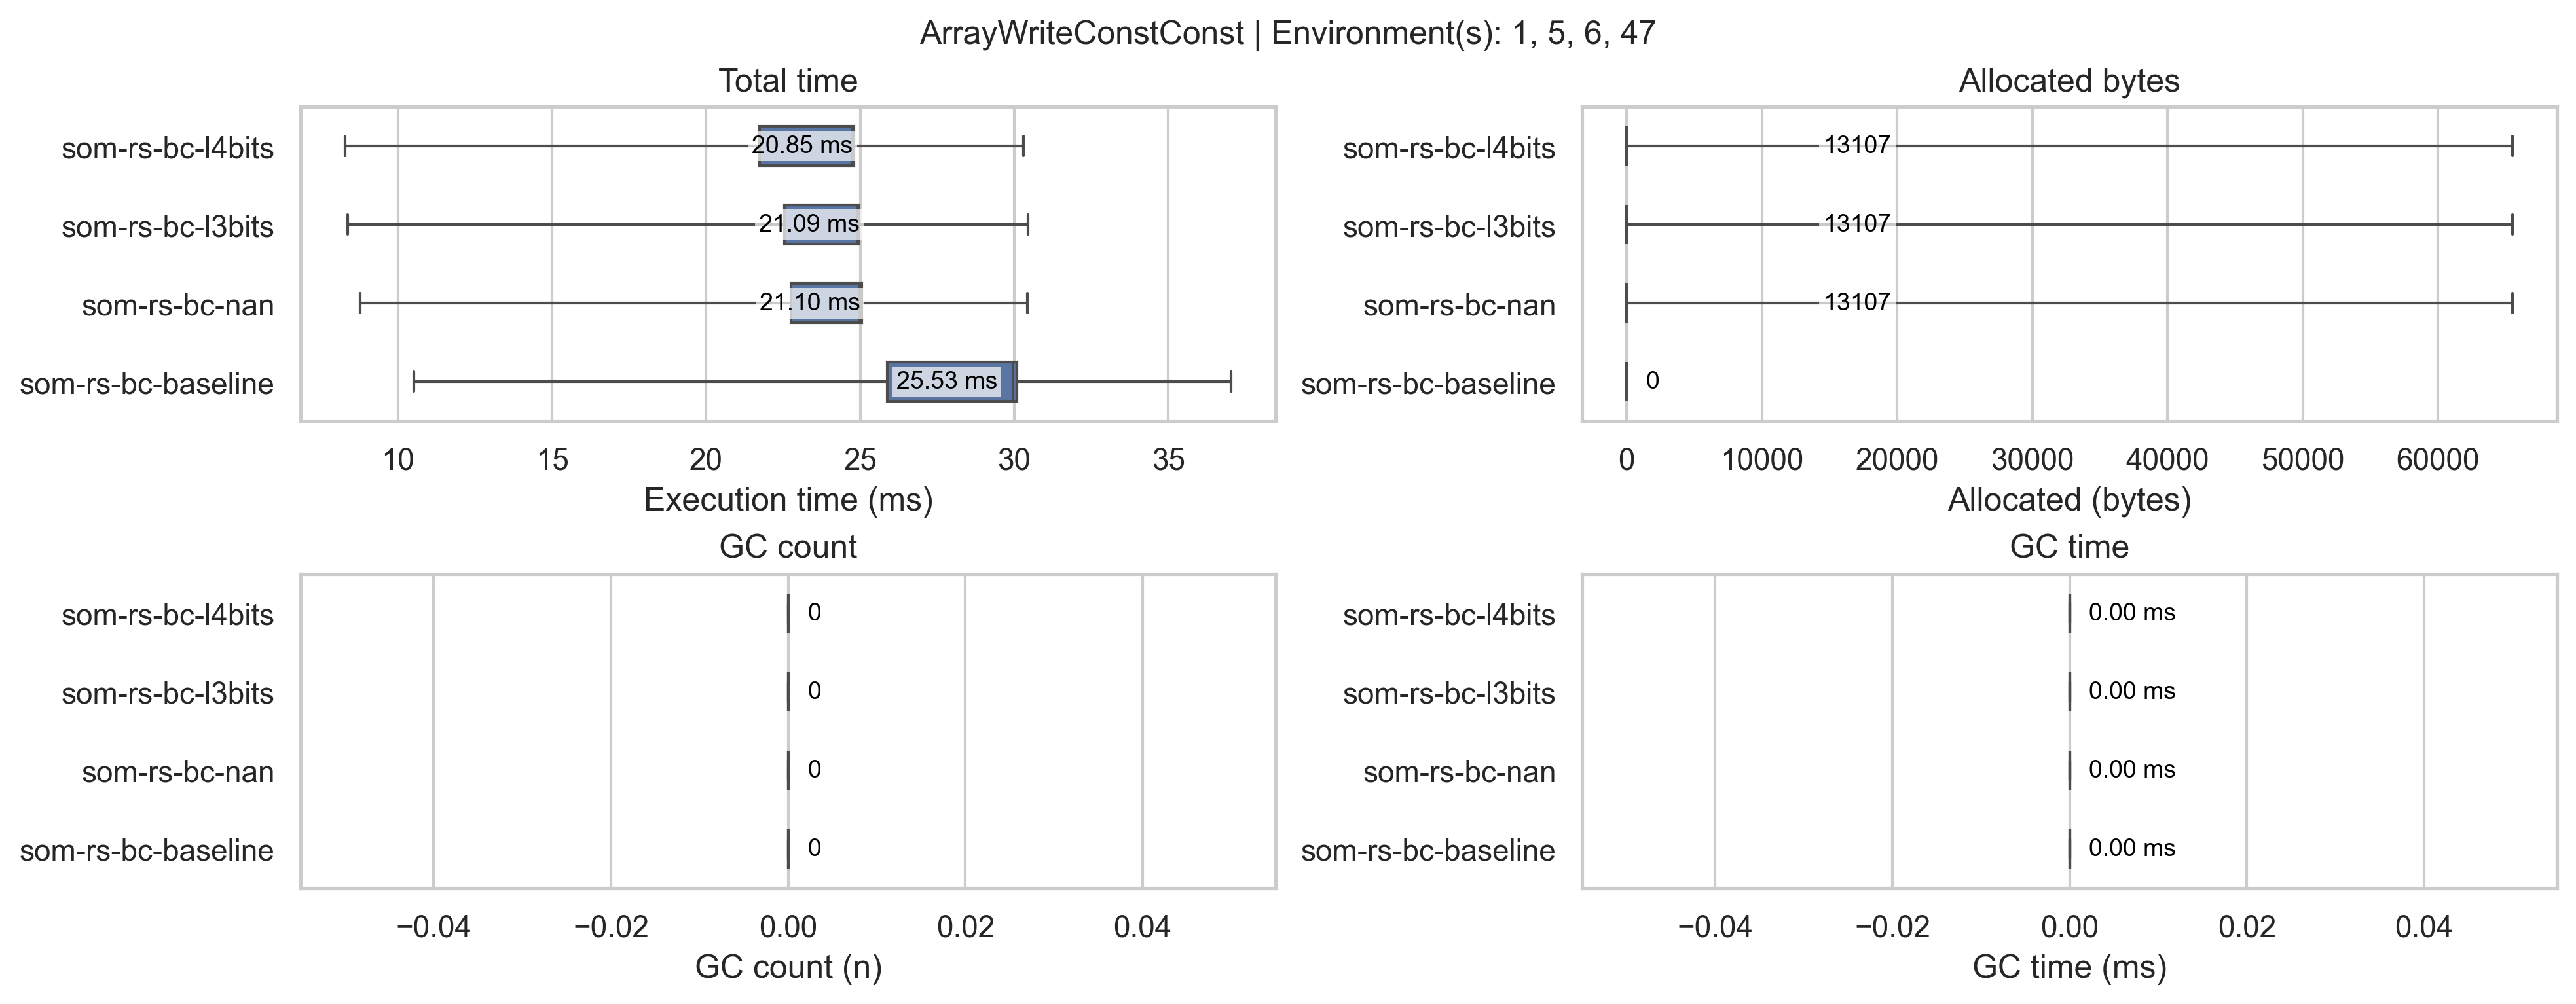 ArrayWriteConstConst | Environment(s): 1, 5, 6, 47
Total time
som-rs-bc-l4bits
20.85 ms
som-rs-bc-l3bits
21.09 ms
som-rs-bc-nan
21.10 ms
som-rs-bc-baseline
25.53 ms
10 15 20 25 30 35
Execution time (ms)
Allocated bytes
som-rs-bc-l4bits
13107
som-rs-bc-l3bits
13107
som-rs-bc-nan
13107
som-rs-bc-baseline
0
0 10000 20000 30000 40000 50000 60000
Allocated (bytes)
GC count
som-rs-bc-l4bits
0
som-rs-bc-l3bits
0
som-rs-bc-nan
0
som-rs-bc-baseline
0
−0.04 −0.02 0.00 0.02 0.04
GC count (n)
GC time
som-rs-bc-l4bits
0.00 ms
som-rs-bc-l3bits
0.00 ms
som-rs-bc-nan
0.00 ms
som-rs-bc-baseline
0.00 ms
−0.04 −0.02 0.00 0.02 0.04
GC time (ms)